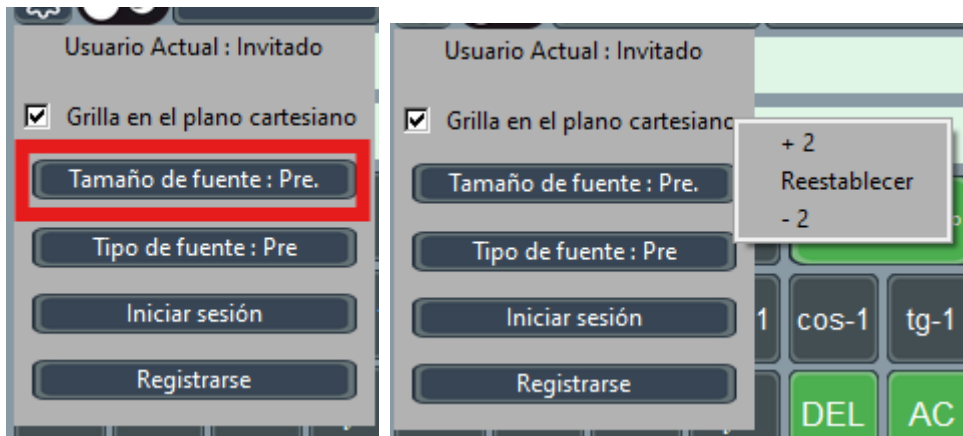 Usuario Actual : Invitado
Grilla en el plano cartesiano
Tamaño de fuente : Pre.
Tipo de fuente : Pre
Iniciar sesión
Registrarse
Usuario Actual : Invitado
Grilla en el plano cartesiano
+ 2
Reestablecer
- 2
Tamaño de fuente : Pre.
Tipo de fuente : Pre
Iniciar sesión
1 cos-1 tg-1
Registrarse
DEL AC